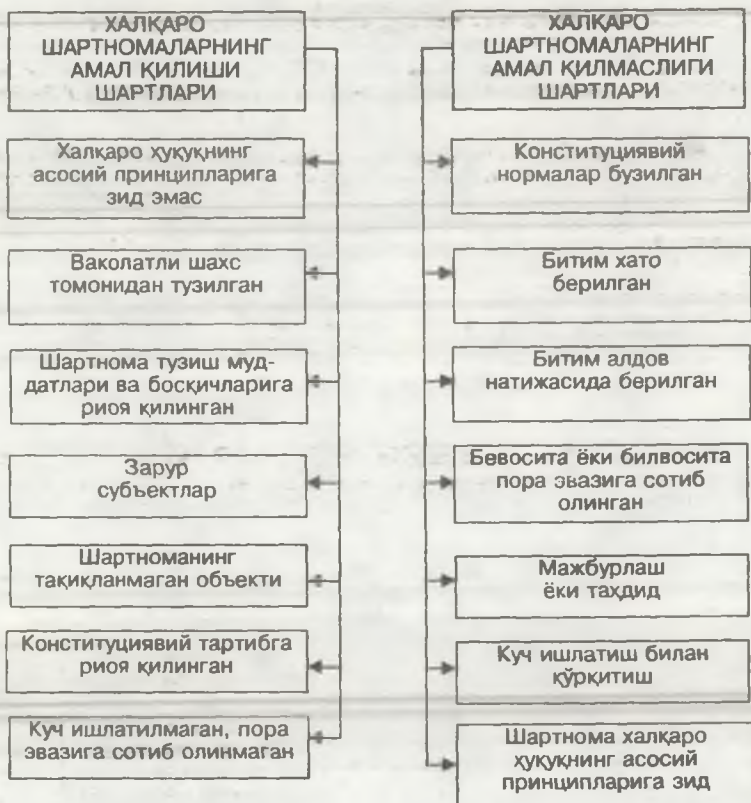 ХАЛҚАРО
ШАРТНОМАЛАРНИНГ
АМАЛ ҚИЛИШИ
ШАРТЛАРИ
Халқаро ҳуқуқнинг
асосий принципларига
зид эмас
Ваколатли шахс
томонидан тузилган
Шартнома тузиш муд-
датлари ва босқичларига
риоя қилинган
Зарур
субъектлар
Шартноманинг
тақиқланмаган объекти
Конституциявий тартибга
риоя қилинган
Куч ишлатилмаган, пора
эвазига сотиб олинмаган
ХАЛҚАРО
ШАРТНОМАЛАРНИНГ
АМАЛ ҚИЛМАСЛИГИ
ШАРТЛАРИ
Конституциявий
нормалар бузилган
Битим хато
берилган
Битим алдов
натижасида берилган
Бевосита ёки билвосита
пора эвазига сотиб
олинган
Мажбурлаш
ёки таҳдид
Куч ишлатиш билан
қўрқитиш
Шартнома халқаро
ҳуқуқнинг асосий
принципларига зид